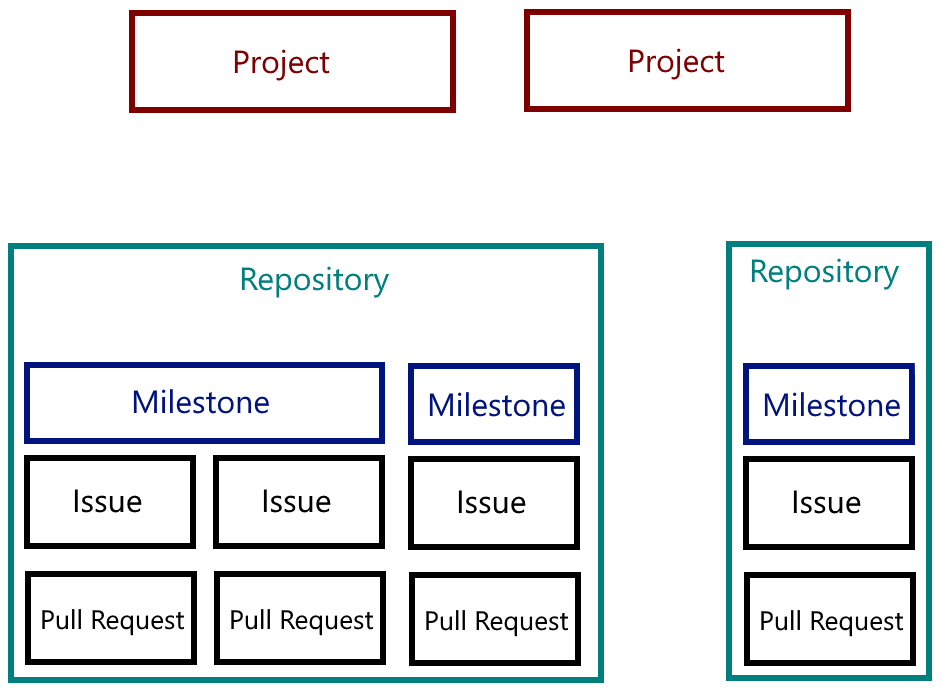 Project
Project
Repository
Repository
Milestone
Milestone
Milestone
Issue
Issue
Issue
Issue
Pull Request
Pull Request
Pull Request
Pull Request